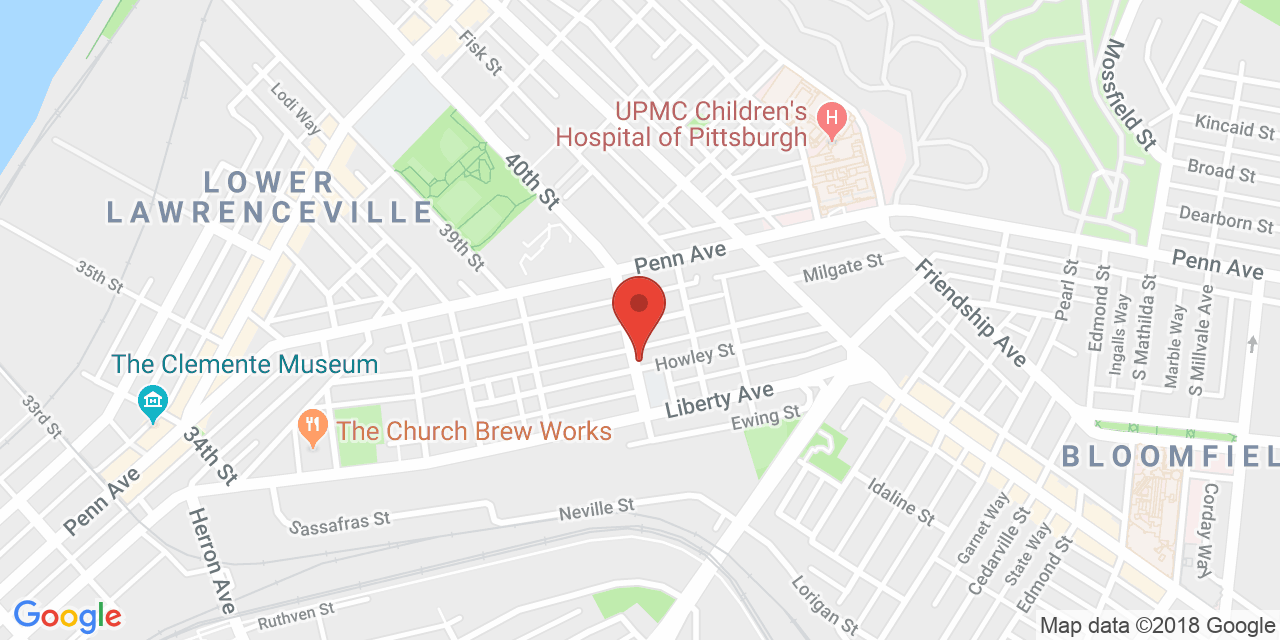 Fisk St
Lodi Way
UPMC Children's
Hospital of Pittsburgh
H
Mossfield St
Kincaid St
Broad St
Dearborn St
Penn Ave
40th St
LOWER
LAWRENCEVILLE
39th St
35th St
Penn Ave
Milgate St
Friendship Ave
Pearl St
Edmond St
Ingalls Way
S Mathilda St
Marble Way
S Millvale Ave
The Clemente Museum
Howley St
Liberty Ave
Ewing St
33rd St
34th St
The Church Brew Works
BLOOMFIEL
Penn Ave
Herron Ave
Sassafras St
Neville St
Idaline St
Garnet Way
Cedarville St
State Way
Edmond St
Corday Way
Lorigan St
Ruthven St
Google
Map data ©2018 Google